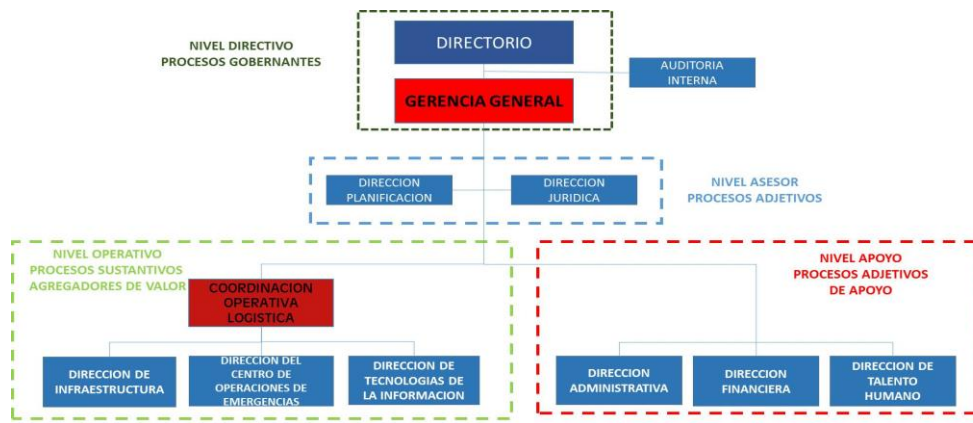 NIVEL DIRECTIVO
PROCESOS GOBERNANTES
DIRECTORIO
AUDITORIA
INTERNA
GERENCIA GENERAL
DIRECCION
PLANIFICACION
DIRECCION
JURIDICA
NIVEL ASESOR
PROCESOS ADJETIVOS
NIVEL OPERATIVO
PROCESOS SUSTANTIVOS
AGREGADORES DE VALOR
COORDINACION
OPERATIVA
LOGISTICA
NIVEL APOYO
PROCESOS ADJETIVOS
DE APOYO
DIRECCION DE
INFRAESTRUCTURA
DIRECCION DEL
CENTRO DE
OPERACIONES DE
EMERGENCIAS
DIRECCION DE
TECNOLOGIAS DE
LA INFORMACION
DIRECCION
ADMINISTRATIVA
DIRECCION
FINANCIERA
DIRECCION DE
TALENTO
HUMANO